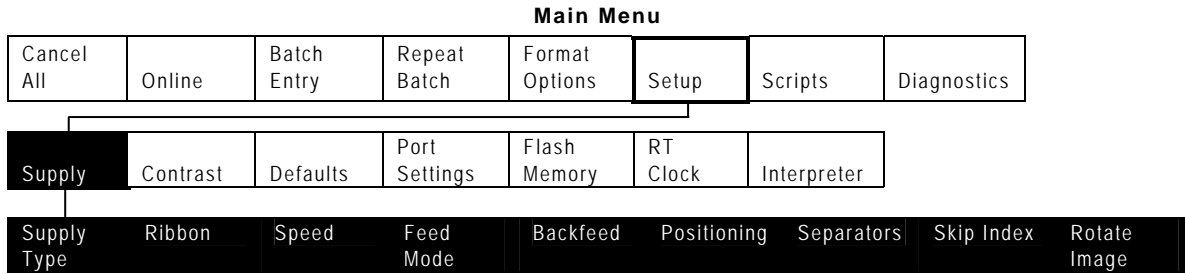 Main Menu
Cancel All
Online
Batch Entry
Repeat Batch
Format Options
Setup
Scripts
Diagnostics
Supply
Contrast
Defaults
Port Settings
Flash Memory
RT Clock
Interpreter
Supply Type
Ribbon
Speed
Feed Mode
Backfeed
Positioning
Separators
Skip Index
Rotate Image